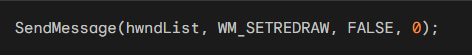 SendMessage(hwndList, WM_SETREDRAW, FALSE, 0);